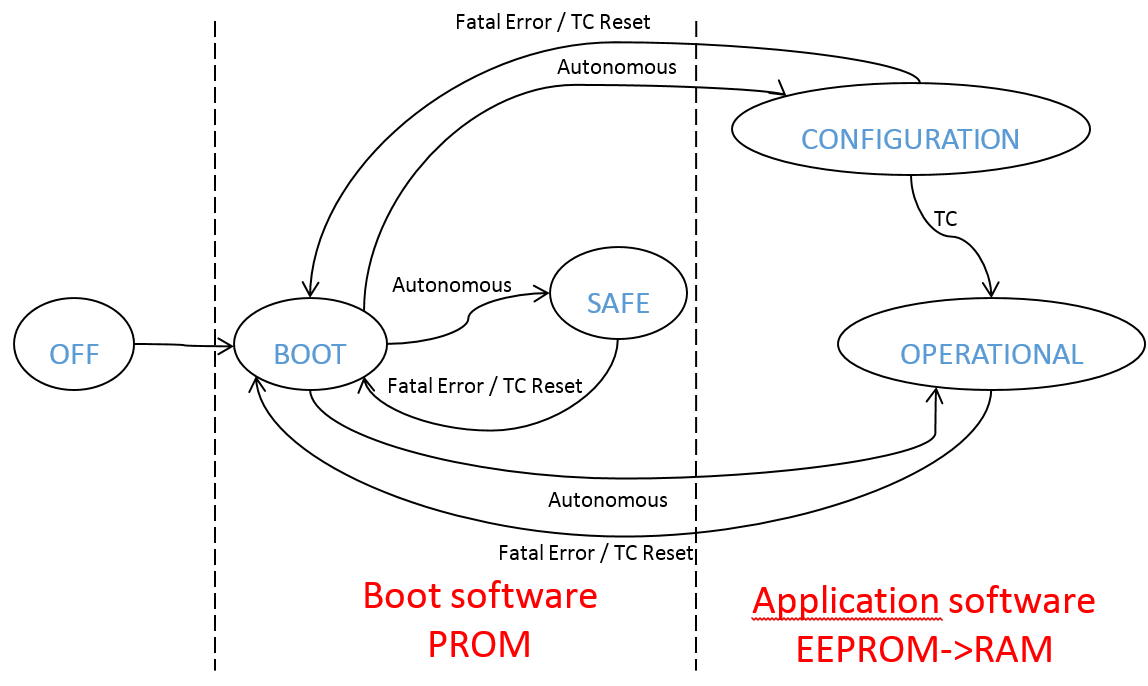 Fatal Error / TC Reset
Autonomous
CONFIGURATION
TC
Autonomous
SAFE
OFF
BOOT
OPERATIONAL
Fatal Error / TC Reset
Autonomous
Fatal Error / TC Reset
Boot software
PROM
Application software
EEPROM->RAM